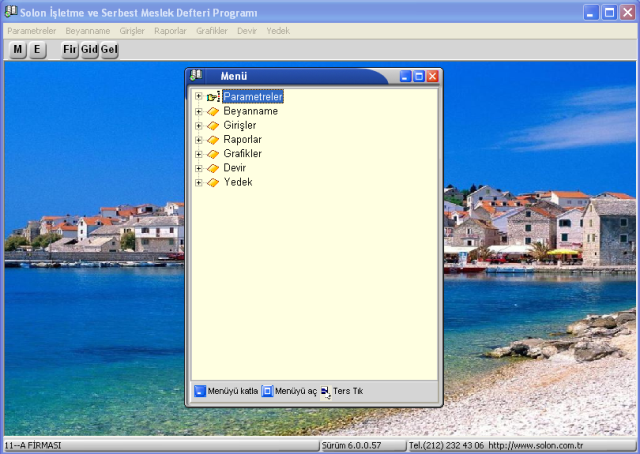 Solon İşletme ve Serbest Meslek Defteri Programı
Parametreler Beyanname Girişler Raporlar Grafikler Devir Yedek
M E Fir Gid Gel
Menü
Parametreler
Beyanname
Girişler
Raporlar
Grafikler
Devir
Yedek
Menüyü katla Menüyü aç Ters Tık
11--A FİRMASI Sürüm 6.0.0.57 Tel.(212) 232 43 06 http://www.solon.com.tr